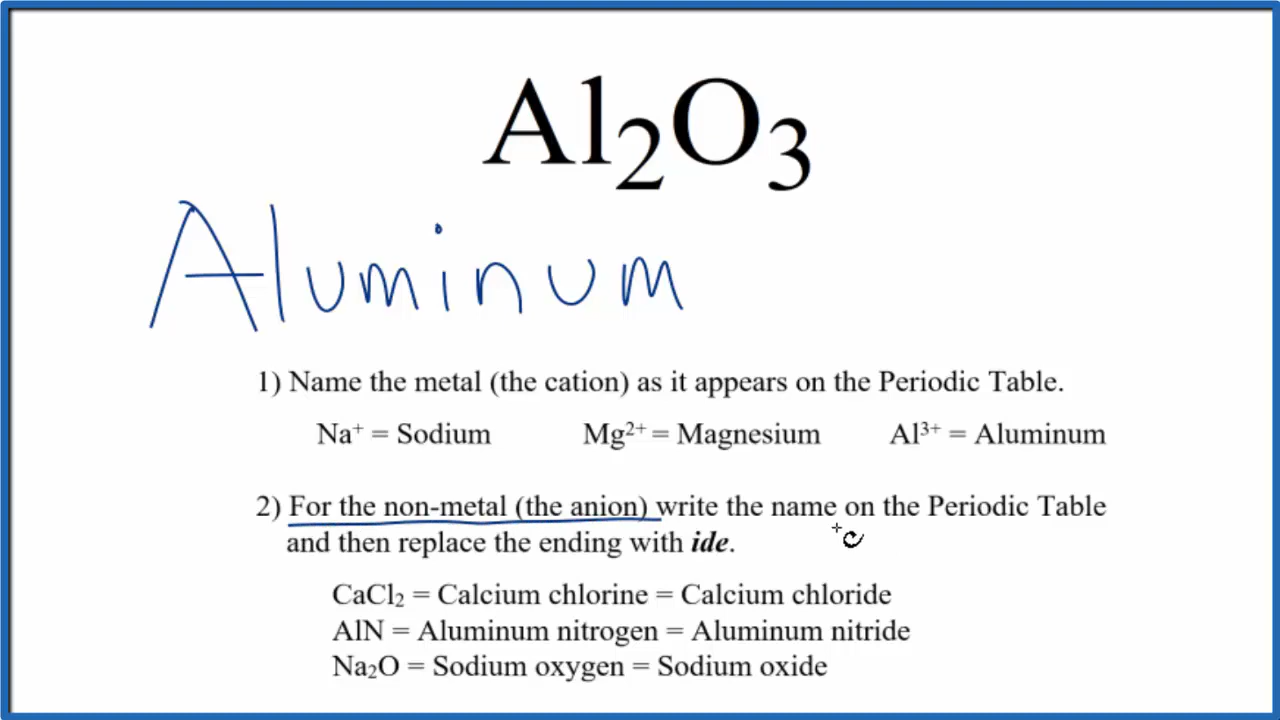 Al₂O₃
Aluminum
1) Name the metal (the cation) as it appears on the Periodic Table.
Na⁺ = Sodium Mg²⁺ = Magnesium Al³⁺ = Aluminum
2) For the non-metal (the anion) write the name on the Periodic Table
and then replace the ending with ide.
CaCl₂ = Calcium chlorine = Calcium chloride
AlN = Aluminum nitrogen = Aluminum nitride
Na₂O = Sodium oxygen = Sodium oxide